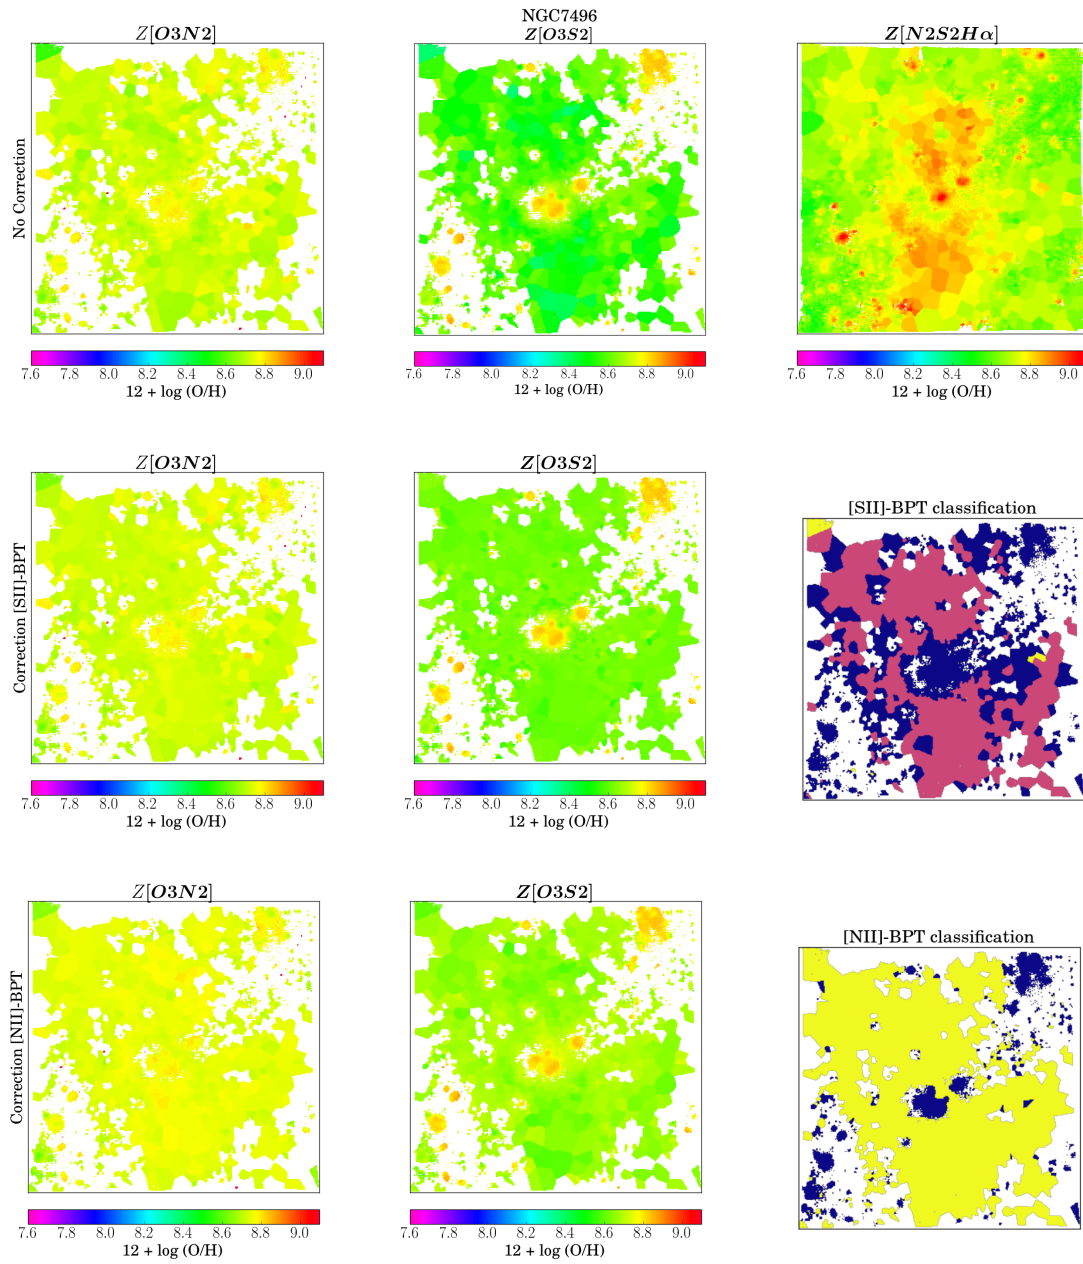 NGC7496
Z[O3N2]
Z[O3S2]
Z[N2S2Hα]
No Correction
7.6 7.8 8.0 8.2 8.4 8.6 8.8 9.0
12 + log (O/H)
7.6 7.8 8.0 8.2 8.4 8.6 8.8 9.0
12 + log (O/H)
7.6 7.8 8.0 8.2 8.4 8.6 8.8 9.0
12 + log (O/H)
Z[O3N2]
Z[O3S2]
[SII]-BPT classification
Correction [SII]-BPT
7.6 7.8 8.0 8.2 8.4 8.6 8.8 9.0
12 + log (O/H)
7.6 7.8 8.0 8.2 8.4 8.6 8.8 9.0
12 + log (O/H)
Z[O3N2]
Z[O3S2]
[NII]-BPT classification
Correction [NII]-BPT
7.6 7.8 8.0 8.2 8.4 8.6 8.8 9.0
12 + log (O/H)
7.6 7.8 8.0 8.2 8.4 8.6 8.8 9.0
12 + log (O/H)